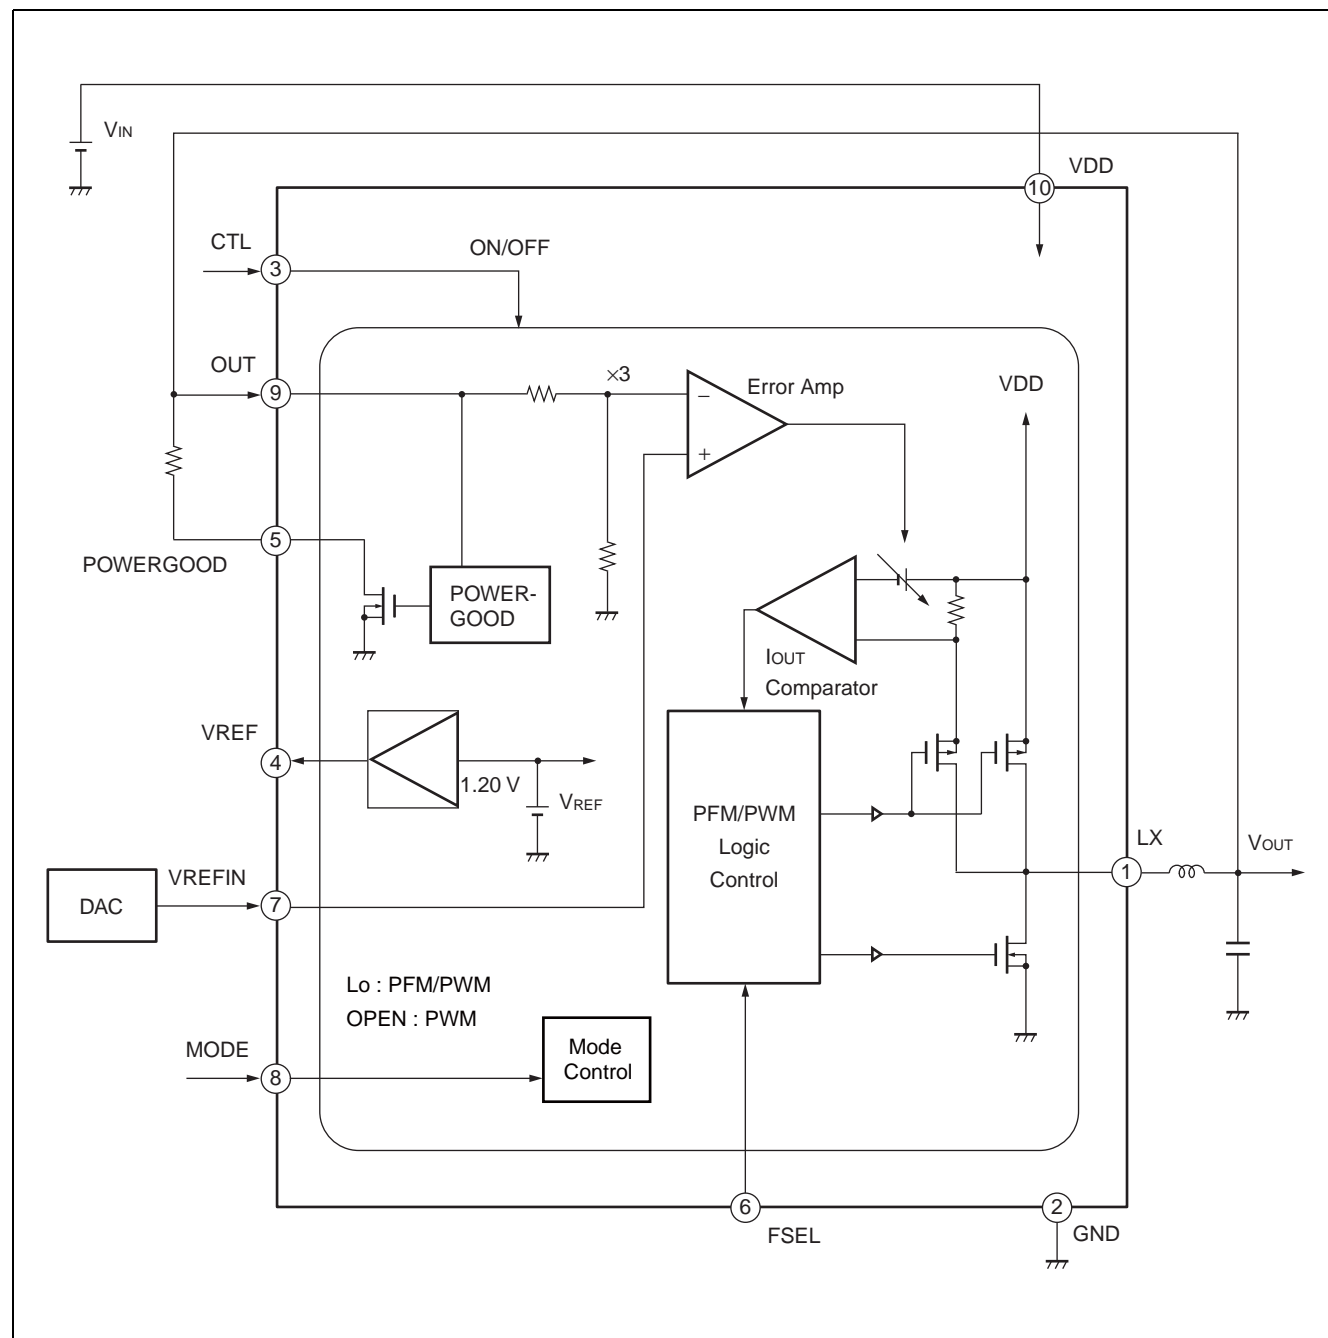 VIN
VDD
10
CTL
3
ON/OFF
OUT
9
×3
−
+
Error Amp
VDD
5
POWERGOOD
POWER-
GOOD
IOUT
Comparator
VREF
4
1.20 V
VREF
PFM/PWM
Logic
Control
LX
1
VOUT
DAC
VREFIN
7
Lo : PFM/PWM
OPEN : PWM
MODE
8
Mode
Control
6
FSEL
2
GND